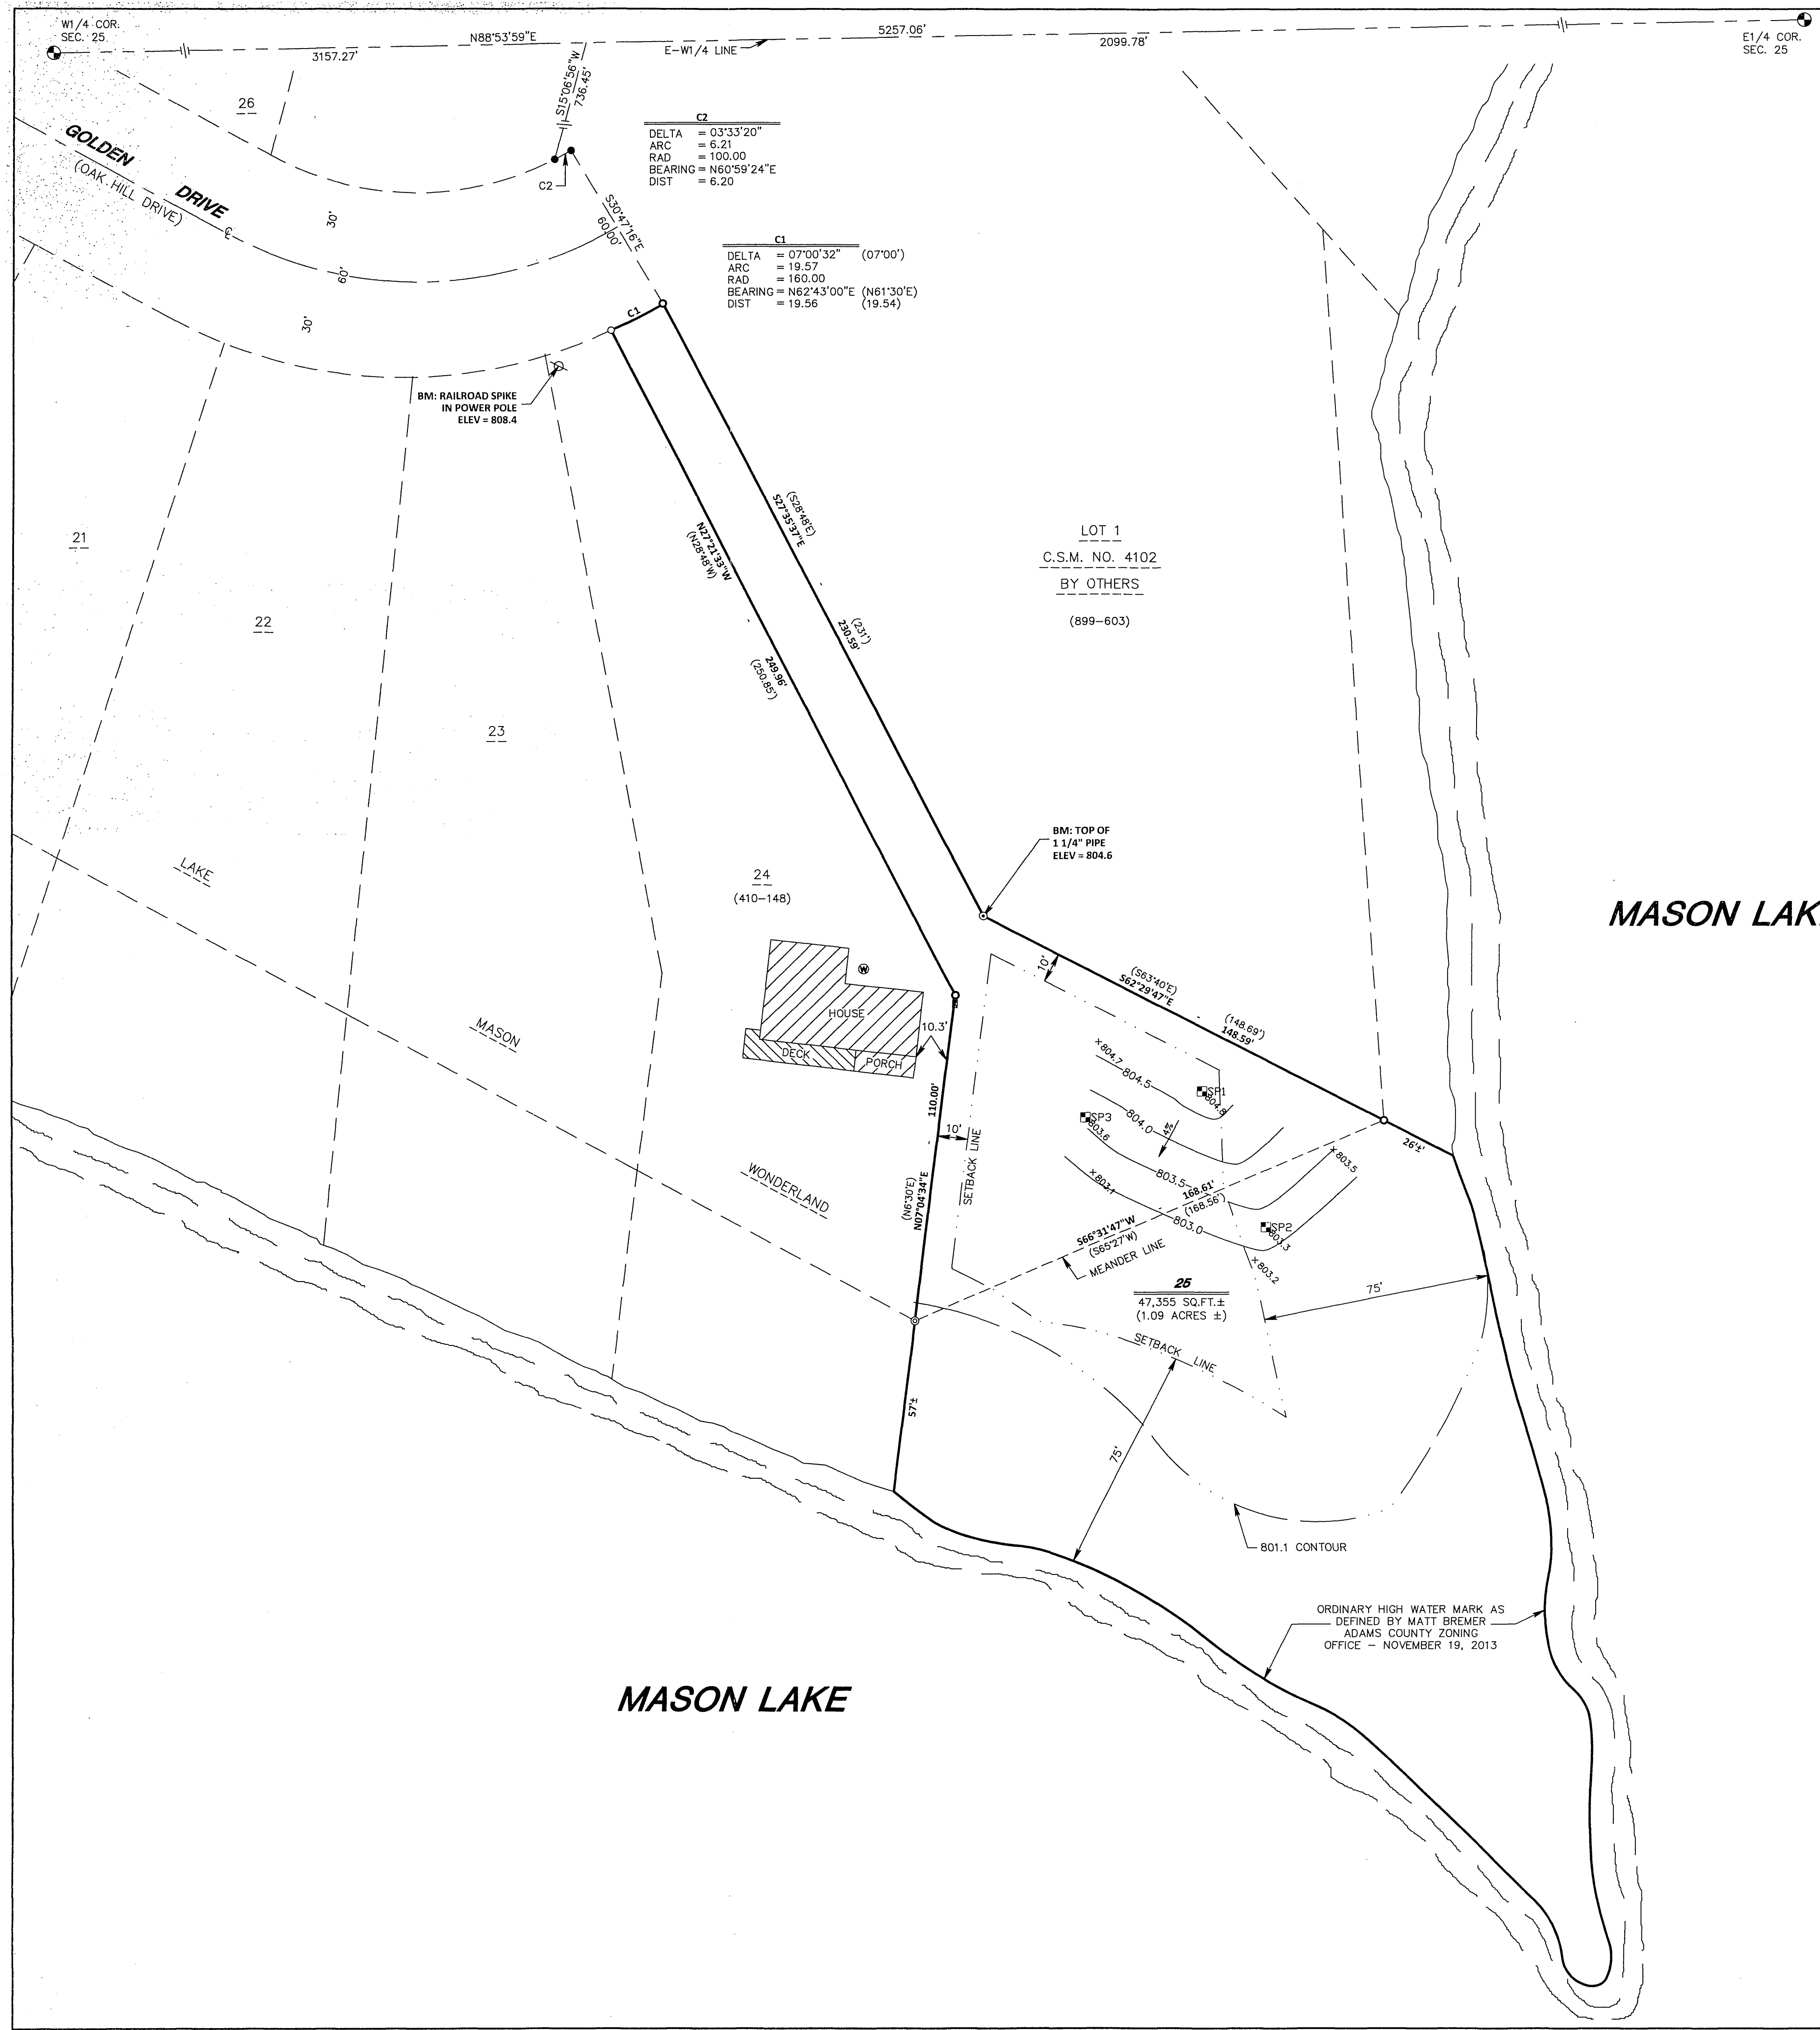 W1/4 COR.
SEC. 25
N88°53'59"E
3157.27'
E-W1/4 LINE
5257.06'
2099.78'
E1/4 COR.
SEC. 25
S15°06'56"W
736.45'
26
GOLDEN DRIVE
(OAK HILL DRIVE)
℄
30'
60'
30'
C2
C2
DELTA = 03°33'20"
ARC = 6.21
RAD = 100.00
BEARING = N60°59'24"E
DIST = 6.20
S30°47'16"E
60.00'
C1
DELTA = 07°00'32" (07°00')
ARC = 19.57
RAD = 160.00
BEARING = N62°43'00"E (N61°30'E)
DIST = 19.56 (19.54)
C1
BM: RAILROAD SPIKE
IN POWER POLE
ELEV = 808.4
(S28°48'E)
S27°35'37"E
N27°21'33"W
(N28°48'W)
(231')
230.59'
249.96'
(250.85')
LOT 1
C.S.M. NO. 4102
BY OTHERS
(899-603)
21
22
23
24
(410-148)
BM: TOP OF
1 1/4" PIPE
ELEV = 804.6
MASON LAK
LAKE
MASON
WONDERLAND
W
HOUSE
DECK
PORCH
10.3'
10'
(S63°40'E)
S62°29'47"E
(148.69')
148.59'
26'±
110.00'
10'
SETBACK LINE
(N6°30'E)
N07°04'34"E
×804.7
804.5
SP1
804.8
804.0
SP3
803.6
4%
803.5
×803.5
×803.1
803.0
168.61'
(168.56')
S66°31'47"W
(S65°27'W)
MEANDER LINE
SP2
803.3
×803.2
25
47,355 SQ.FT.±
(1.09 ACRES ±)
75'
SETBACK LINE
57'±
75'
801.1 CONTOUR
ORDINARY HIGH WATER MARK AS
DEFINED BY MATT BREMER
ADAMS COUNTY ZONING
OFFICE – NOVEMBER 19, 2013
MASON LAKE